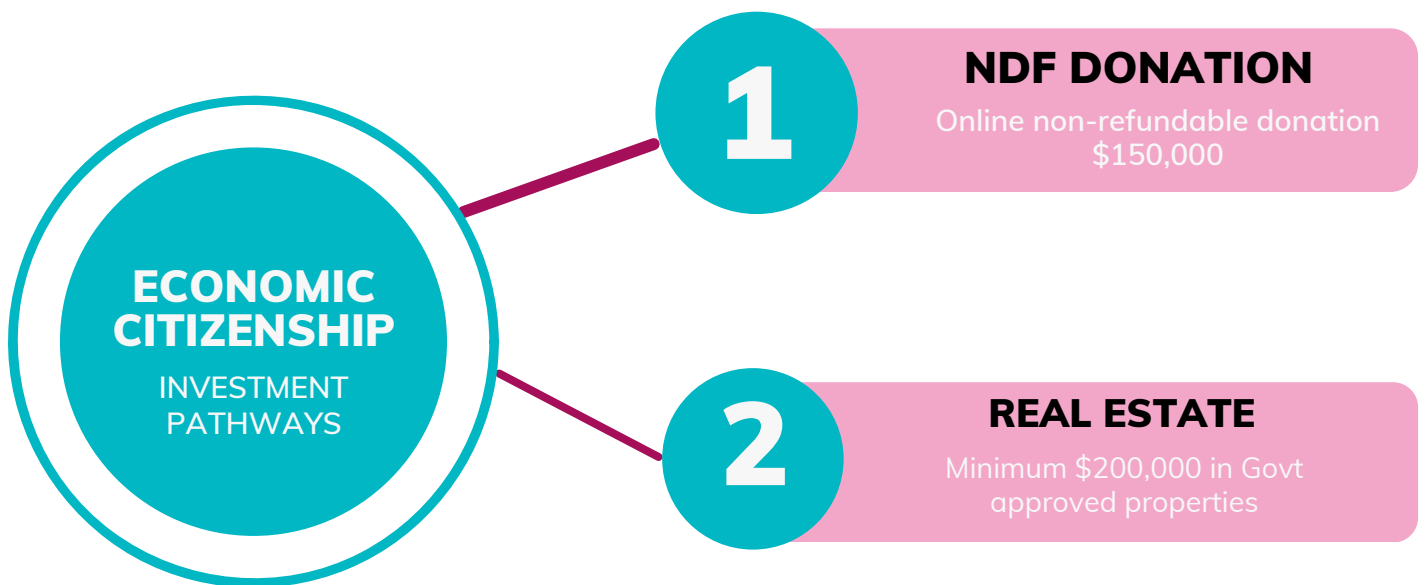 ECONOMIC
CITIZENSHIP
INVESTMENT
PATHWAYS
1
NDF DONATION
Online non-refundable donation
$150,000
2
REAL ESTATE
Minimum $200,000 in Govt
approved properties